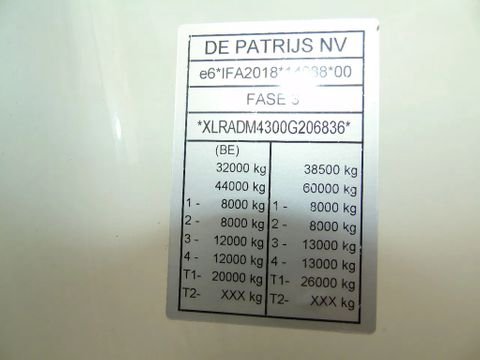 DE PATRIJS NV
FASE
*XLRADM4300G206836*
(BE)
32000 kg 38500 kg
44000 kg 60000 kg
1 - 8000 kg 1 - 8000 kg
2 - 8000 kg 2 - 8000 kg
3 - 12000 kg 3 - 13000 kg
4 - 12000 kg 4 - 13000 kg
T1- 20000 kg T1- 26000 kg
T2- XXX kg T2- XXX kg